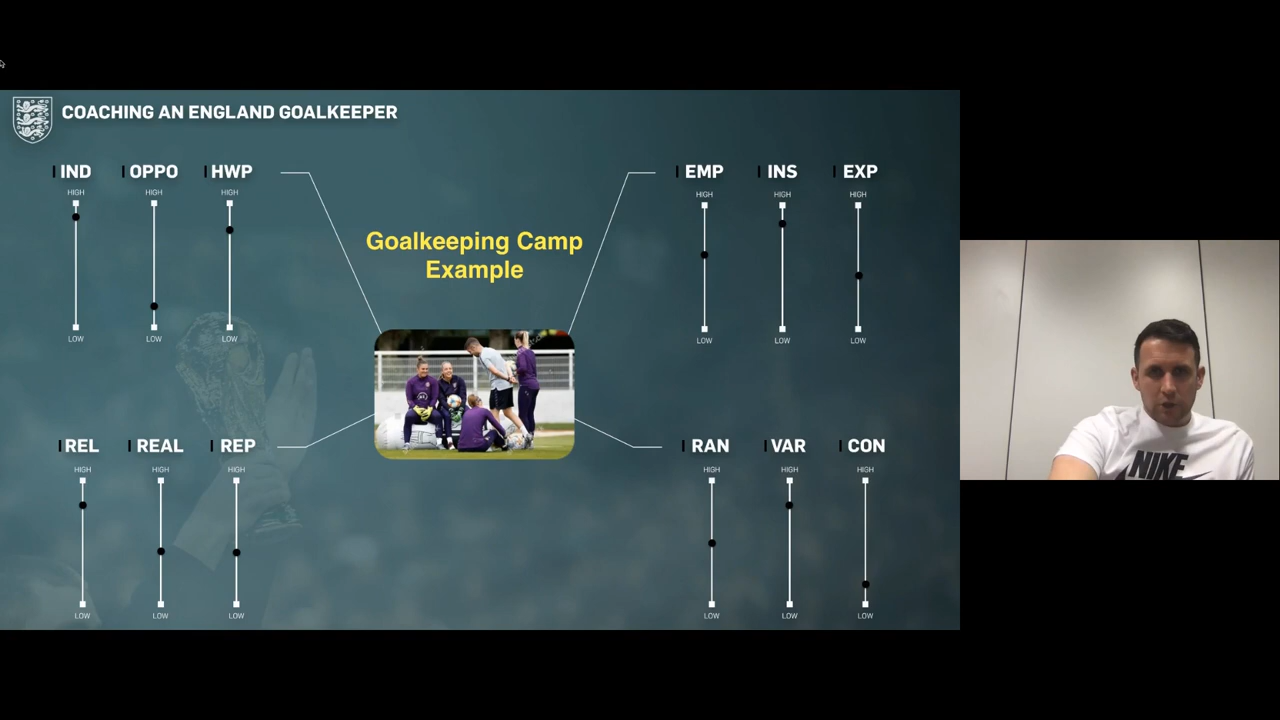 COACHING AN ENGLAND GOALKEEPER
IND OPPO HWP
HIGH HIGH HIGH
LOW LOW LOW
Goalkeeping Camp
Example
EMP INS EXP
HIGH HIGH HIGH
LOW LOW LOW
REL REAL REP
HIGH HIGH HIGH
LOW LOW LOW
RAN VAR CON
HIGH HIGH HIGH
LOW LOW LOW
NIKE